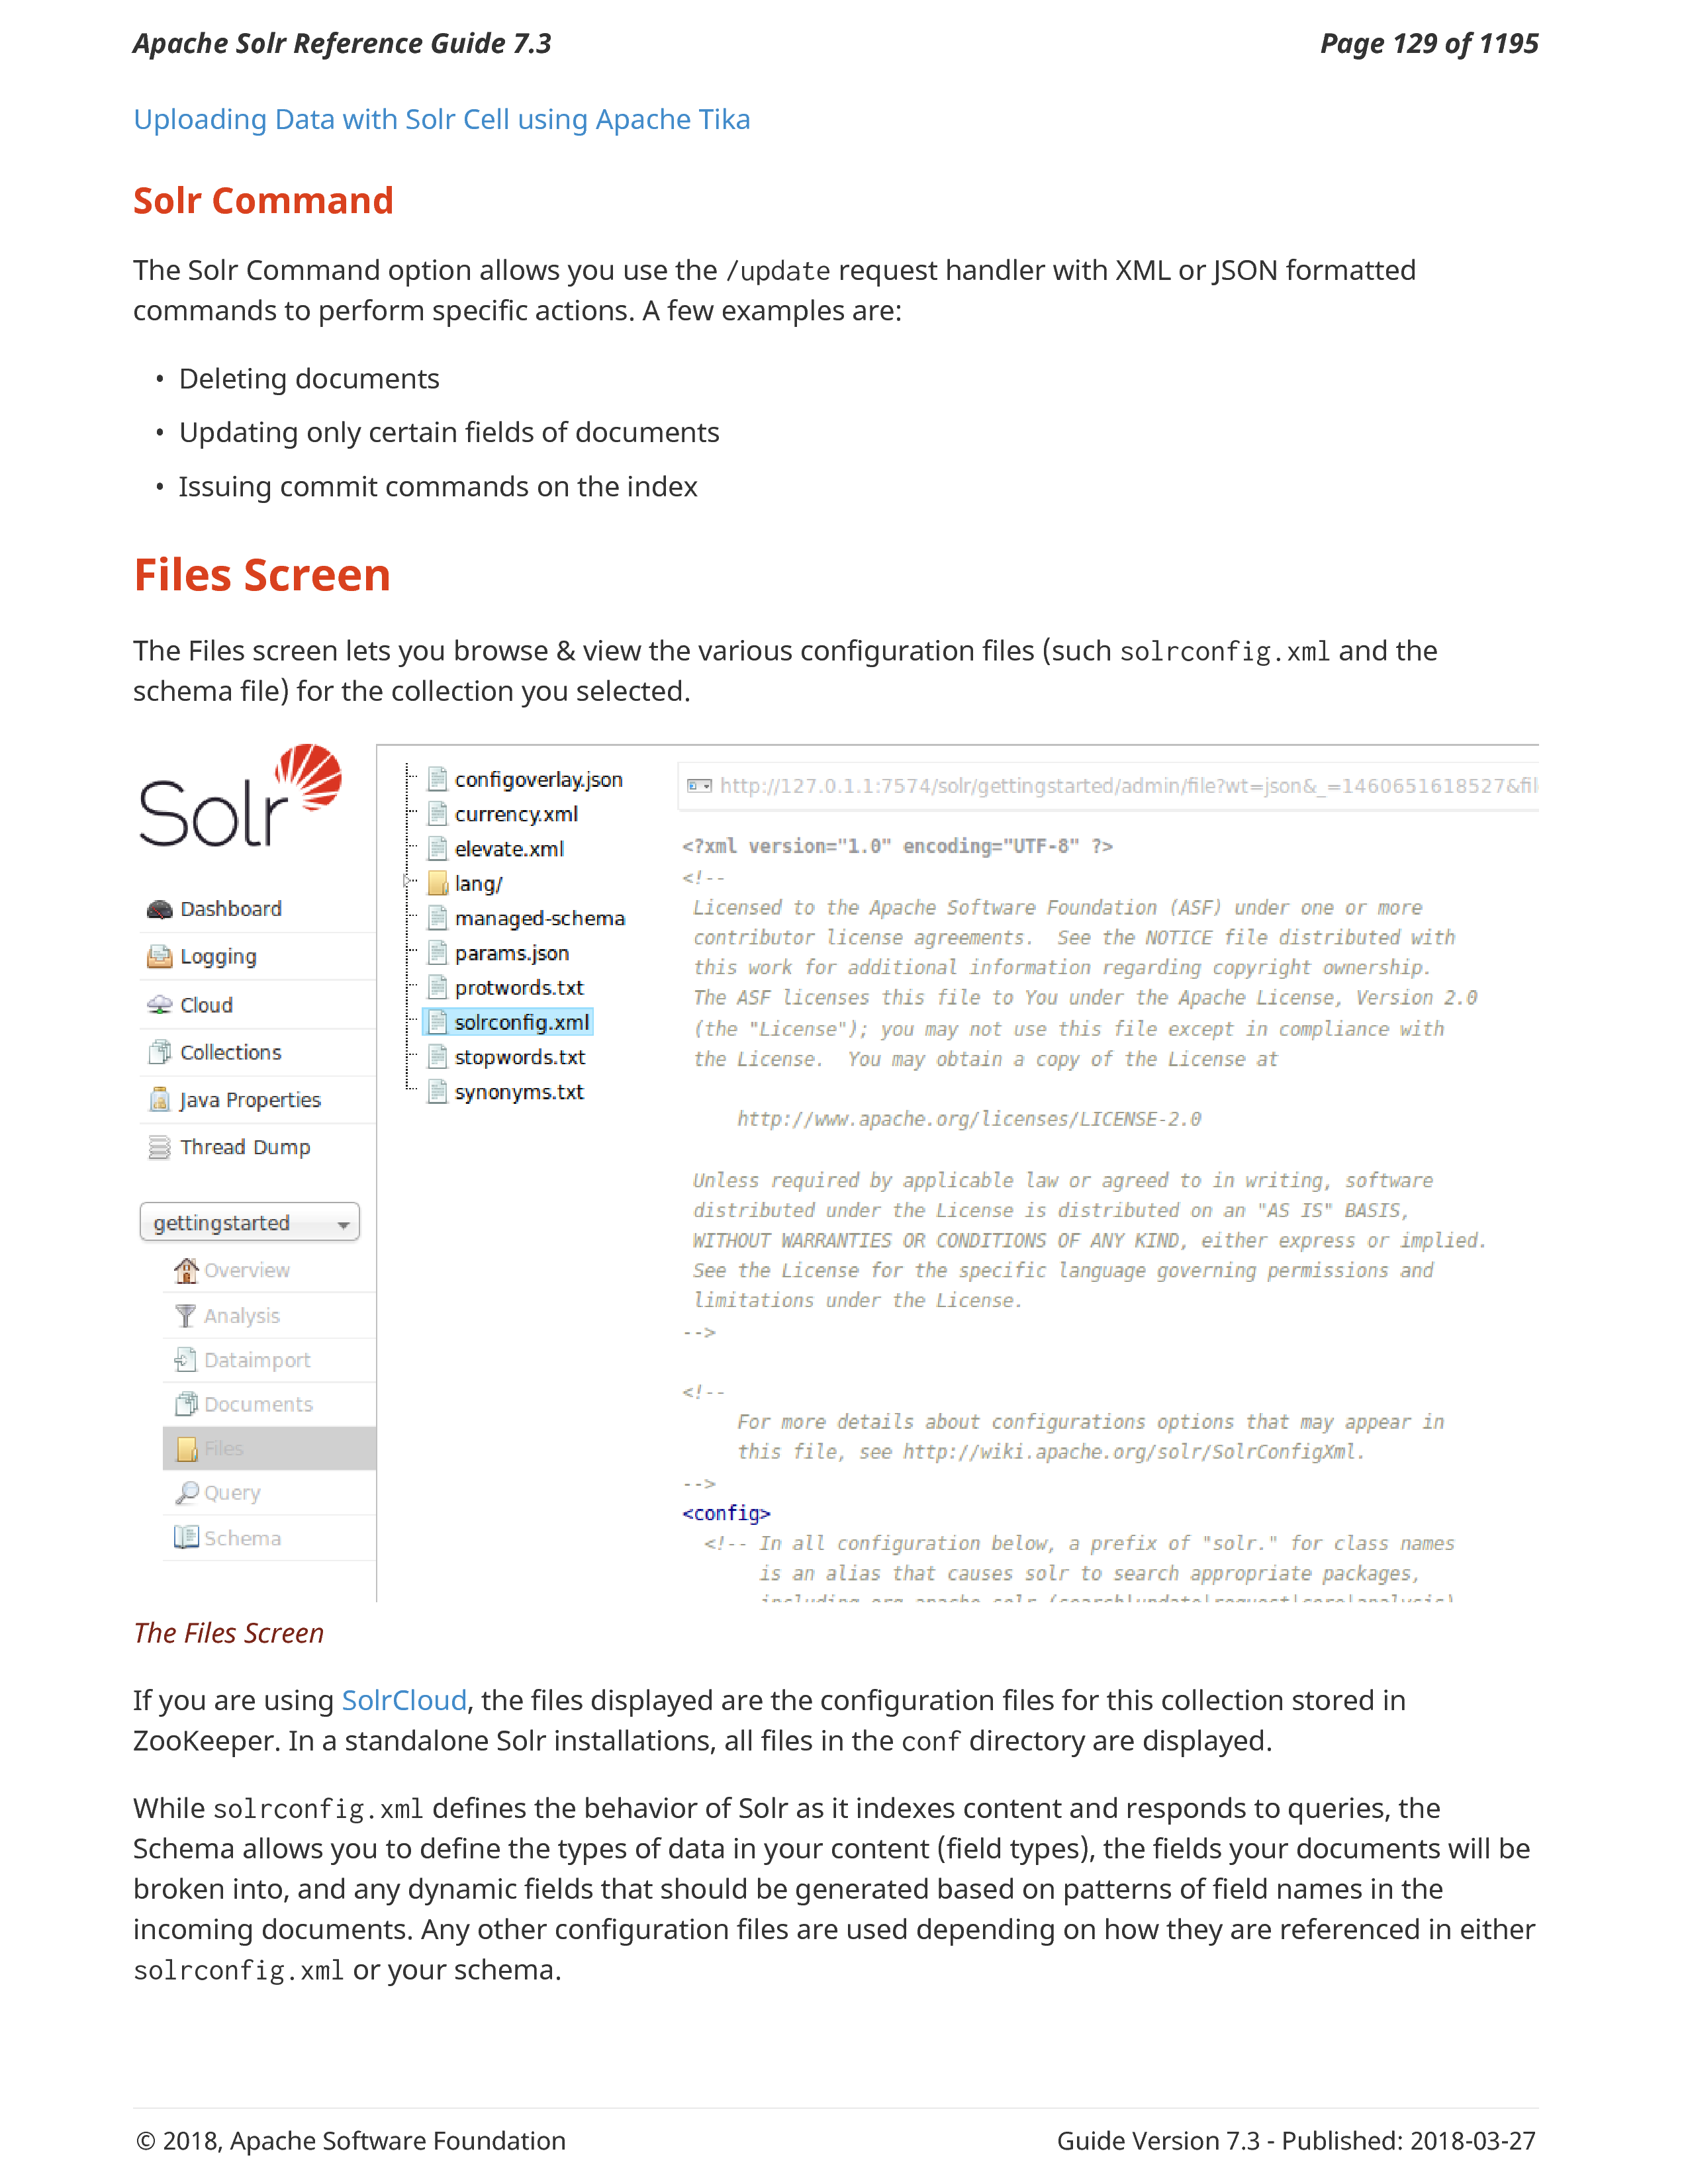 Apache Solr Reference Guide 7.3
Page 129 of 1195
Uploading Data with Solr Cell using Apache Tika
Solr Command
The Solr Command option allows you use the /update request handler with XML or JSON formatted
commands to perform specific actions. A few examples are:
• Deleting documents
• Updating only certain fields of documents
• Issuing commit commands on the index
Files Screen
The Files screen lets you browse & view the various configuration files (such solrconfig.xml and the
schema file) for the collection you selected.
Solr
Dashboard
Logging
Cloud
Collections
Java Properties
Thread Dump
gettingstarted
Overview
Analysis
Dataimport
Documents
Files
Query
Schema
configoverlay.json
currency.xml
elevate.xml
lang/
managed-schema
params.json
protwords.txt
solrconfig.xml
stopwords.txt
synonyms.txt
http://127.0.1.1:7574/solr/gettingstarted/admin/file?wt=json&_=1460651618527&fil
<?xml version="1.0" encoding="UTF-8" ?>
<!--
Licensed to the Apache Software Foundation (ASF) under one or more
contributor license agreements.  See the NOTICE file distributed with
this work for additional information regarding copyright ownership.
The ASF licenses this file to You under the Apache License, Version 2.0
(the "License"); you may not use this file except in compliance with
the License.  You may obtain a copy of the License at
http://www.apache.org/licenses/LICENSE-2.0
Unless required by applicable law or agreed to in writing, software
distributed under the License is distributed on an "AS IS" BASIS,
WITHOUT WARRANTIES OR CONDITIONS OF ANY KIND, either express or implied.
See the License for the specific language governing permissions and
limitations under the License.
-->
<!--
For more details about configurations options that may appear in
this file, see http://wiki.apache.org/solr/SolrConfigXml.
-->
<config>
<!-- In all configuration below, a prefix of "solr." for class names
is an alias that causes solr to search appropriate packages,
including org.apache.solr.(search|update|request|core|analysis)
The Files Screen
If you are using SolrCloud, the files displayed are the configuration files for this collection stored in
ZooKeeper. In a standalone Solr installations, all files in the conf directory are displayed.
While solrconfig.xml defines the behavior of Solr as it indexes content and responds to queries, the
Schema allows you to define the types of data in your content (field types), the fields your documents will be
broken into, and any dynamic fields that should be generated based on patterns of field names in the
incoming documents. Any other configuration files are used depending on how they are referenced in either
solrconfig.xml or your schema.
© 2018, Apache Software Foundation
Guide Version 7.3 - Published: 2018-03-27